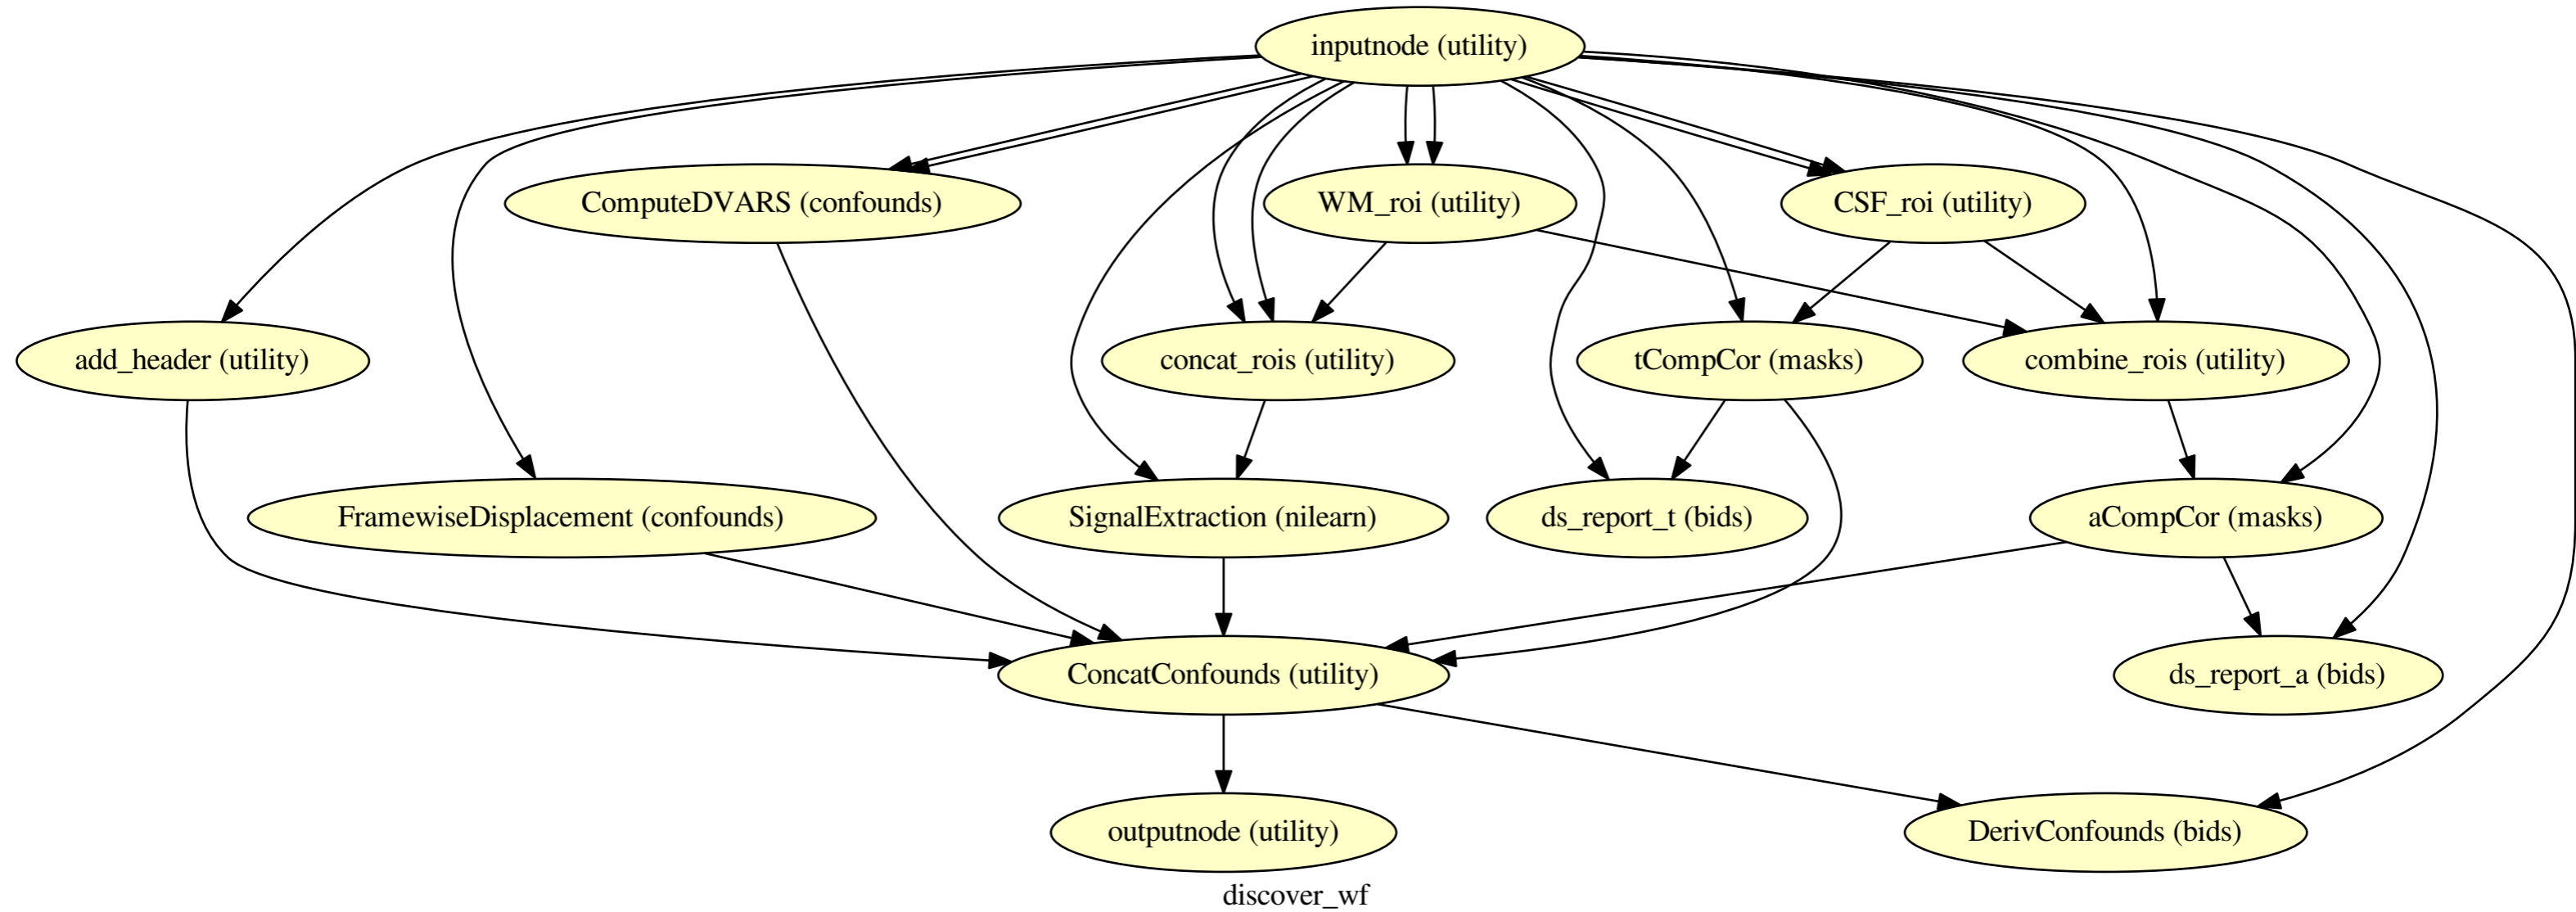 inputnode (utility)
ComputeDVARS (confounds)
WM_roi (utility)
CSF_roi (utility)
add_header (utility)
concat_rois (utility)
tCompCor (masks)
combine_rois (utility)
FramewiseDisplacement (confounds)
SignalExtraction (nilearn)
ds_report_t (bids)
aCompCor (masks)
ConcatConfounds (utility)
ds_report_a (bids)
outputnode (utility)
DerivConfounds (bids)
discover_wf